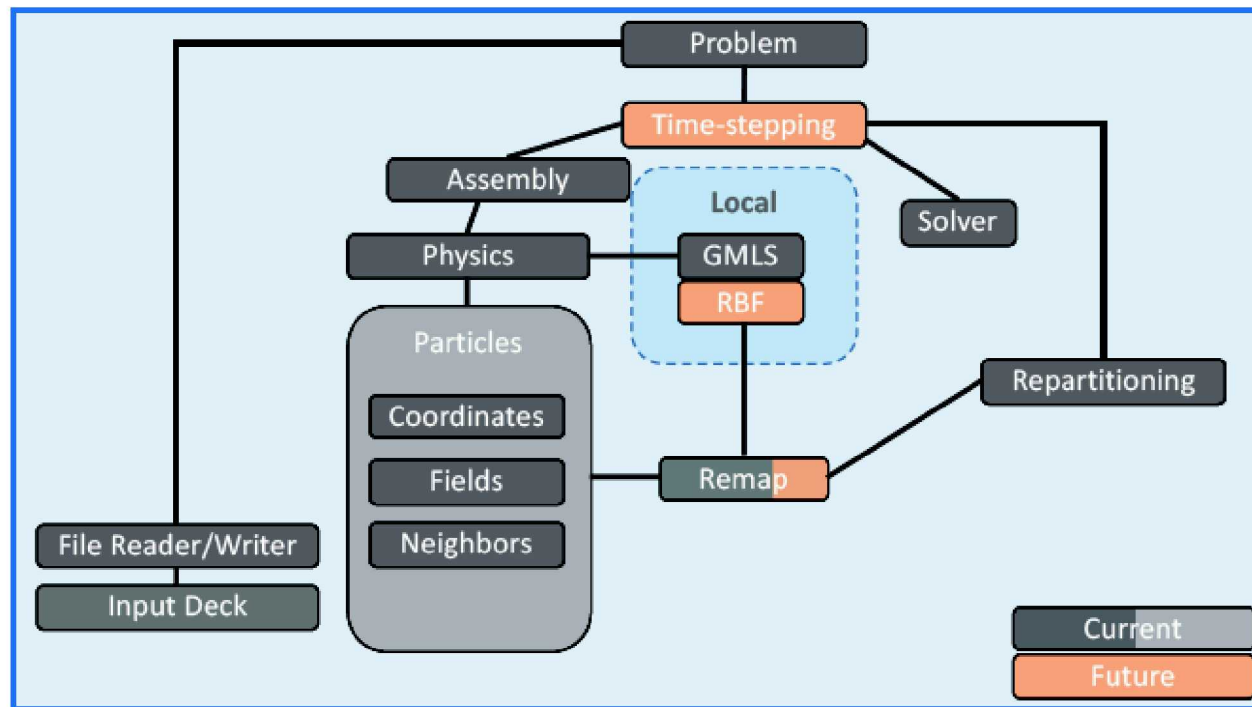 Problem
Time-stepping
Assembly
Local
Solver
Physics
GMLS
RBF
Particles
Repartitioning
Coordinates
Remap
Fields
Neighbors
File Reader/Writer
Input Deck
Current
Future